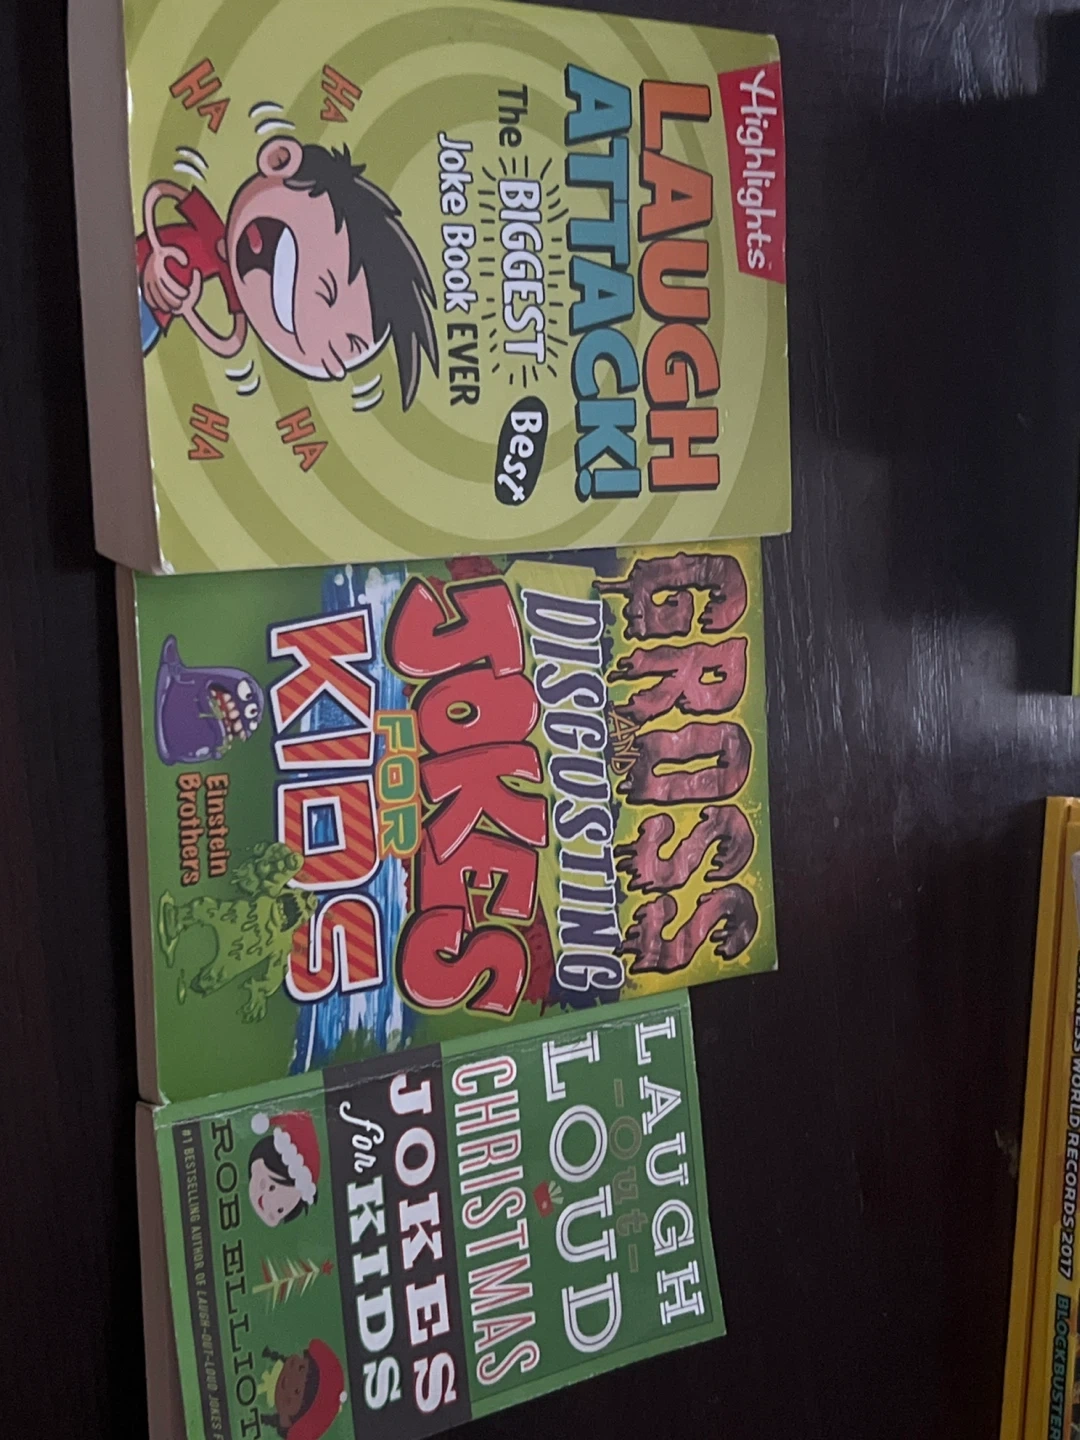 Highlights
LAUGH
ATTACK!
The BIGGEST Best
Joke Book EVER
HA
HA
HA
HA
GROSS
AND
DISGUSTING
JOKES
FOR
KIDS
Einstein
Brothers
LAUGH
-out-
LOUD
CHRISTMAS
JOKES
for KIDS
ROB ELLIOT
#1 BESTSELLING AUTHOR OF LAUGH-OUT-LOUD JOKES F
WORLD RECORDS 2017 BLOCKBUSTER